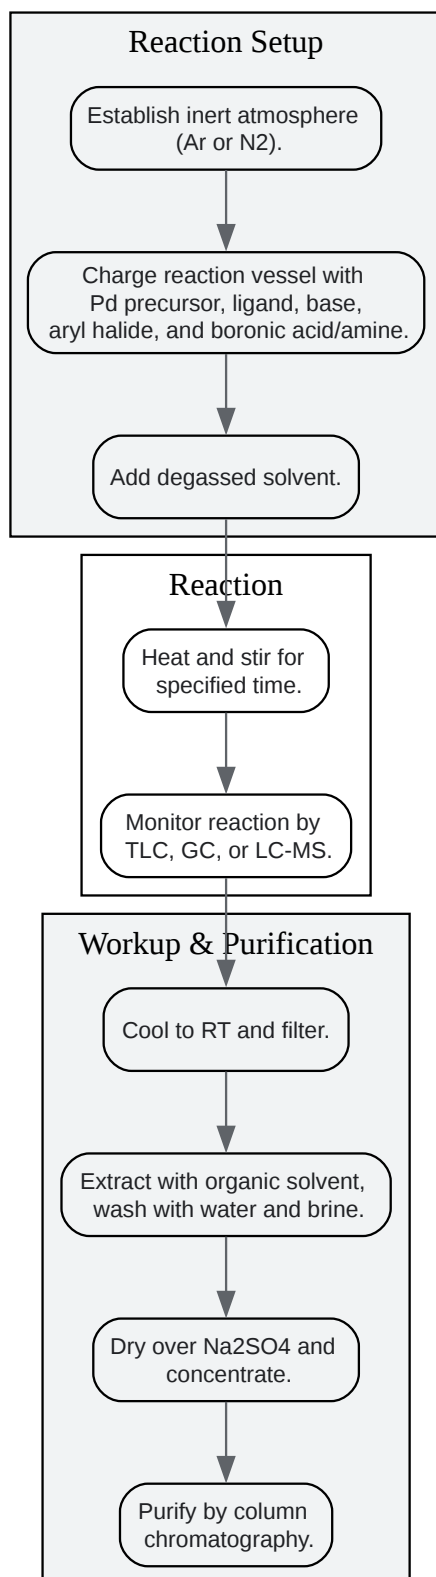 Reaction Setup
Establish inert atmosphere
(Ar or N2).
Charge reaction vessel with
Pd precursor, ligand, base,
aryl halide, and boronic acid/amine.
Add degassed solvent.
Reaction
Heat and stir for
specified time.
Monitor reaction by
TLC, GC, or LC-MS.
Workup & Purification
Cool to RT and filter.
Extract with organic solvent,
wash with water and brine.
Dry over Na2SO4 and
concentrate.
Purify by column
chromatography.